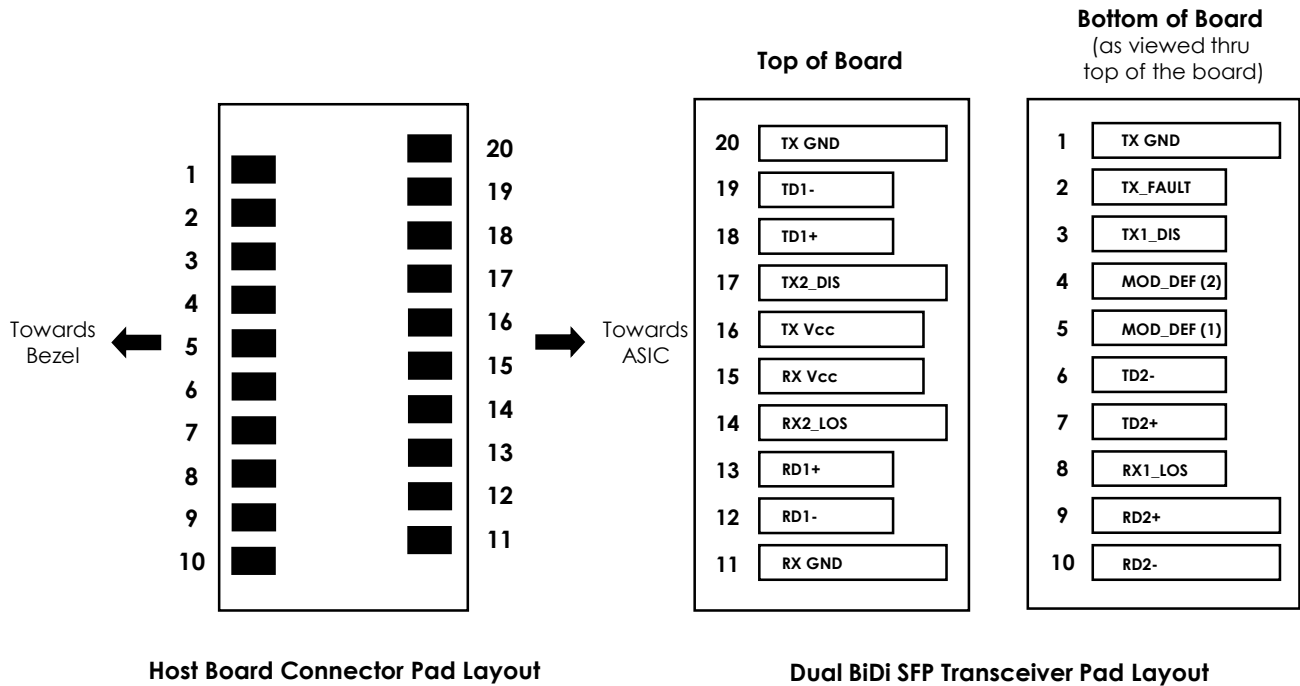 Bottom of Board
(as viewed thru
top of the board)
Top of Board
1
2
3
4
5
6
7
8
9
10
20
19
18
17
16
15
14
13
12
11
Towards
Bezel
Towards
ASIC
20 TX GND
19 TD1-
18 TD1+
17 TX2_DIS
16 TX Vcc
15 RX Vcc
14 RX2_LOS
13 RD1+
12 RD1-
11 RX GND
1 TX GND
2 TX_FAULT
3 TX1_DIS
4 MOD_DEF (2)
5 MOD_DEF (1)
6 TD2-
7 TD2+
8 RX1_LOS
9 RD2+
10 RD2-
Host Board Connector Pad Layout
Dual BiDi SFP Transceiver Pad Layout